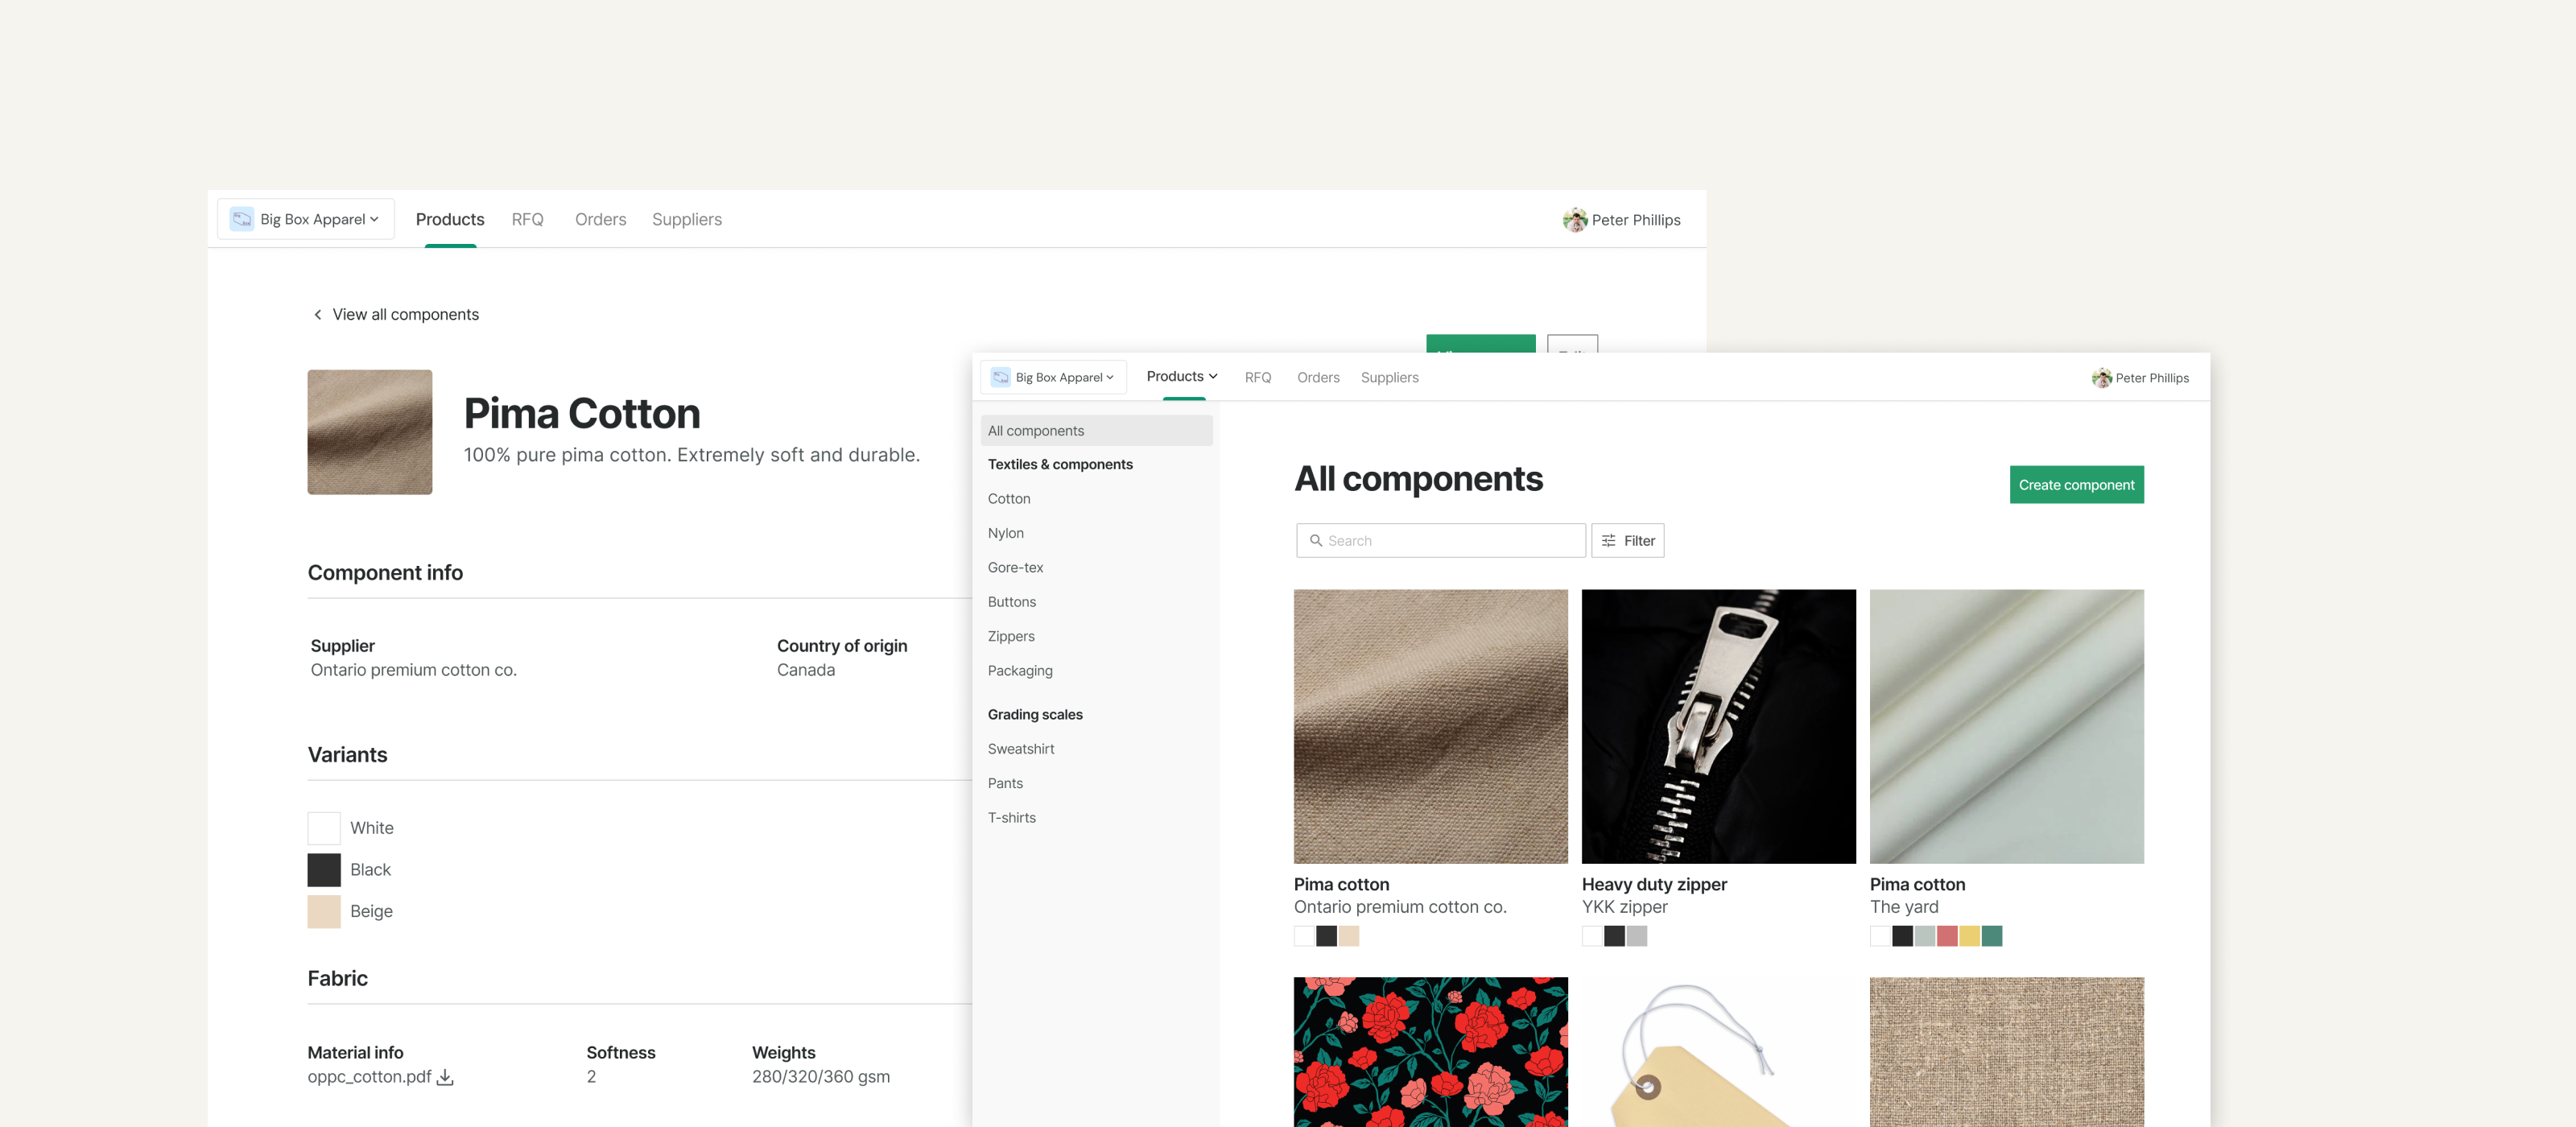 Big Box Apparel
Products
RFQ
Orders
Suppliers
Peter Phillips
View all components
Pima Cotton
100% pure pima cotton. Extremely soft and durable.
Component info
Supplier
Ontario premium cotton co.
Country of origin
Canada
Variants
White
Black
Beige
Fabric
Material info
oppc_cotton.pdf
Softness
2
Weights
280/320/360 gsm
Big Box Apparel
Products
RFQ
Orders
Suppliers
Peter Phillips
All components
Textiles & components
Cotton
Nylon
Gore-tex
Buttons
Zippers
Packaging
Grading scales
Sweatshirt
Pants
T-shirts
All components
Create component
Search
Filter
Pima cotton
Ontario premium cotton co.
Heavy duty zipper
YKK zipper
Pima cotton
The yard